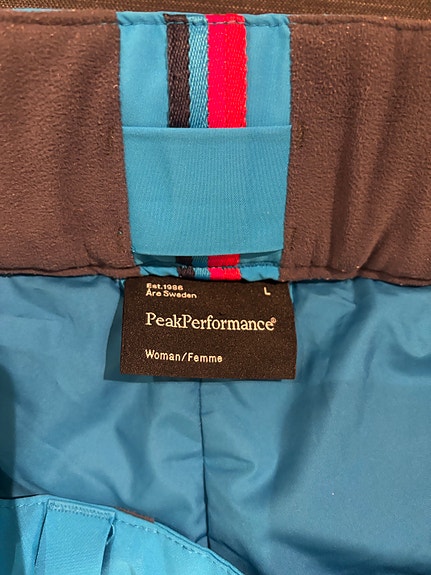 Est.1986 L
Åre Sweden
PeakPerformance®
Woman/Femme